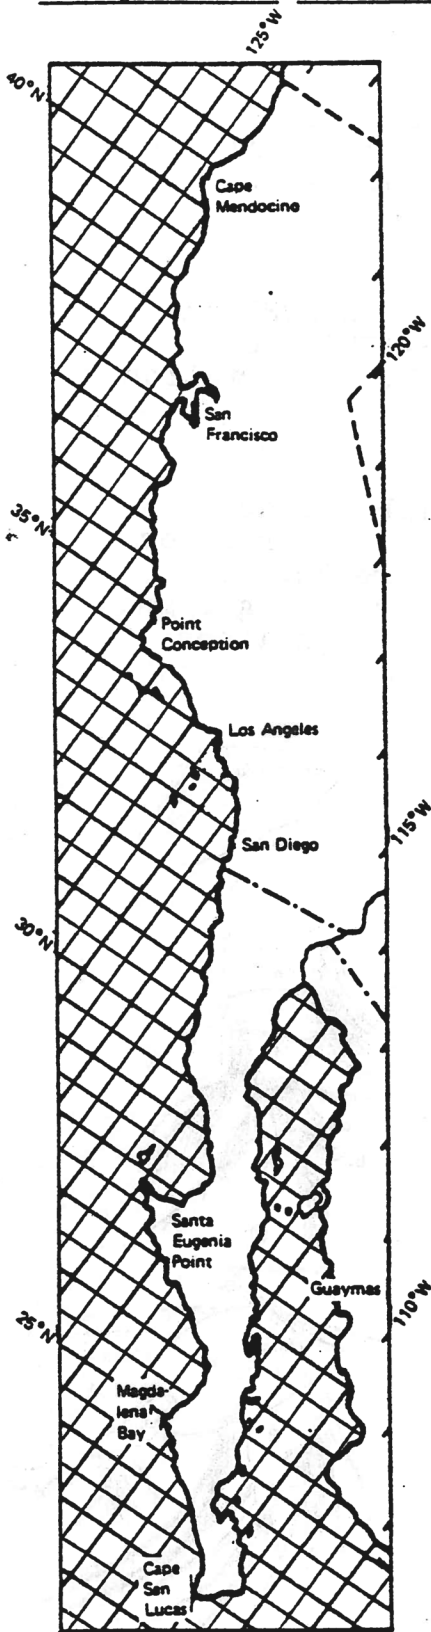 125°W
40°N
Cape
Mendocino
120°W
San
Francisco
35°N
Point
Conception
Los Angeles
115°W
San Diego
30°N
Santa
Eugenia
Point
Guaymas
110°W
25°N
Magda-
lena
Bay
Cape
San
Lucas